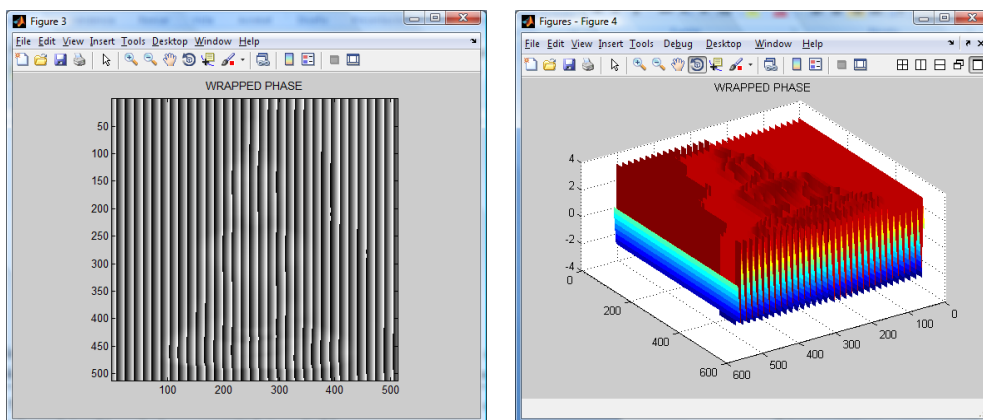 Figure 3
File Edit View Insert Tools Desktop Window Help
WRAPPED PHASE
50
100
150
200
250
300
350
400
450
500
100 200 300 400 500
Figures - Figure 4
File Edit View Insert Tools Debug Desktop Window Help
WRAPPED PHASE
4
2
0
-2
-4
0
200
400
600
600 500 400 300 200 100 0